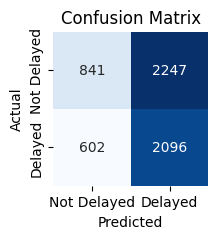 Confusion Matrix
Actual
Not Delayed
841 2247
Delayed
602 2096
Not Delayed Delayed
Predicted